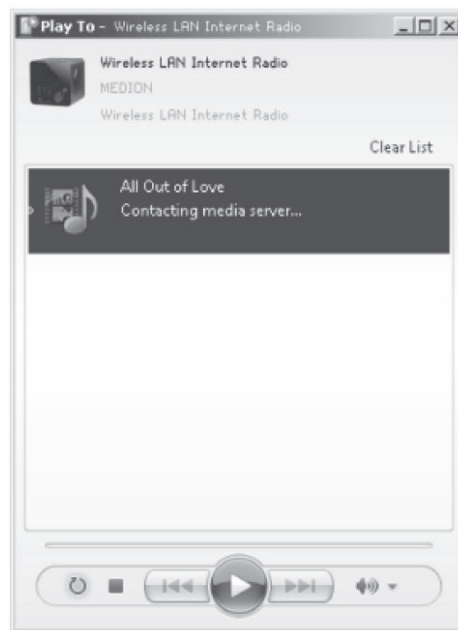 Play To - Wireless LAN Internet Radio
Wireless LAN Internet Radio
MEDION
Wireless LAN Internet Radio
Clear List
All Out of Love
Contacting media server...